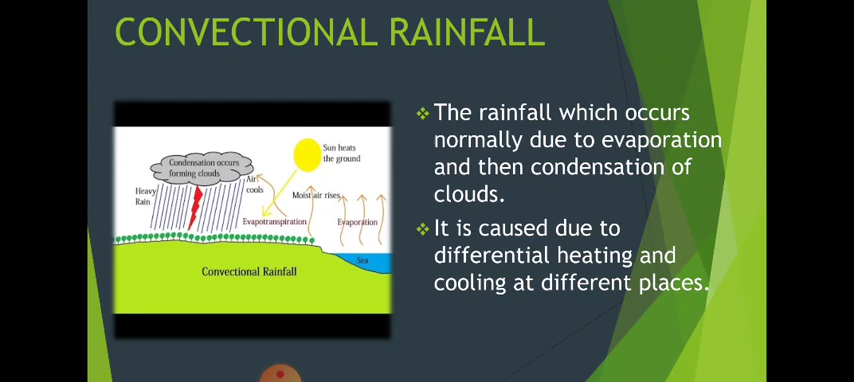 CONVECTIONAL RAINFALL
Condensation occurs
forming clouds
Sun heats
the ground
Heavy
Rain
Air
cools
Moist air rises
Evapotranspiration
Evaporation
Sea
Convectional Rainfall
The rainfall which occurs
normally due to evaporation
and then condensation of
clouds.
It is caused due to
differential heating and
cooling at different places.